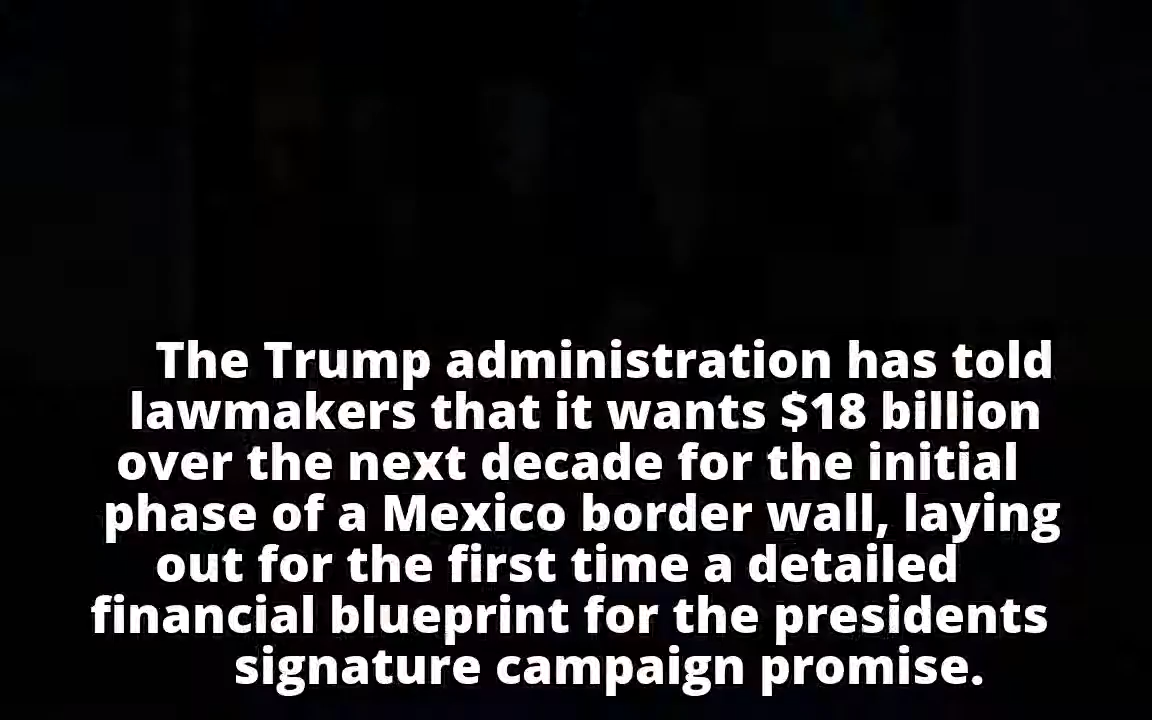 The Trump administration has told
lawmakers that it wants $18 billion
over the next decade for the initial
phase of a Mexico border wall, laying
out for the first time a detailed
financial blueprint for the presidents
signature campaign promise.